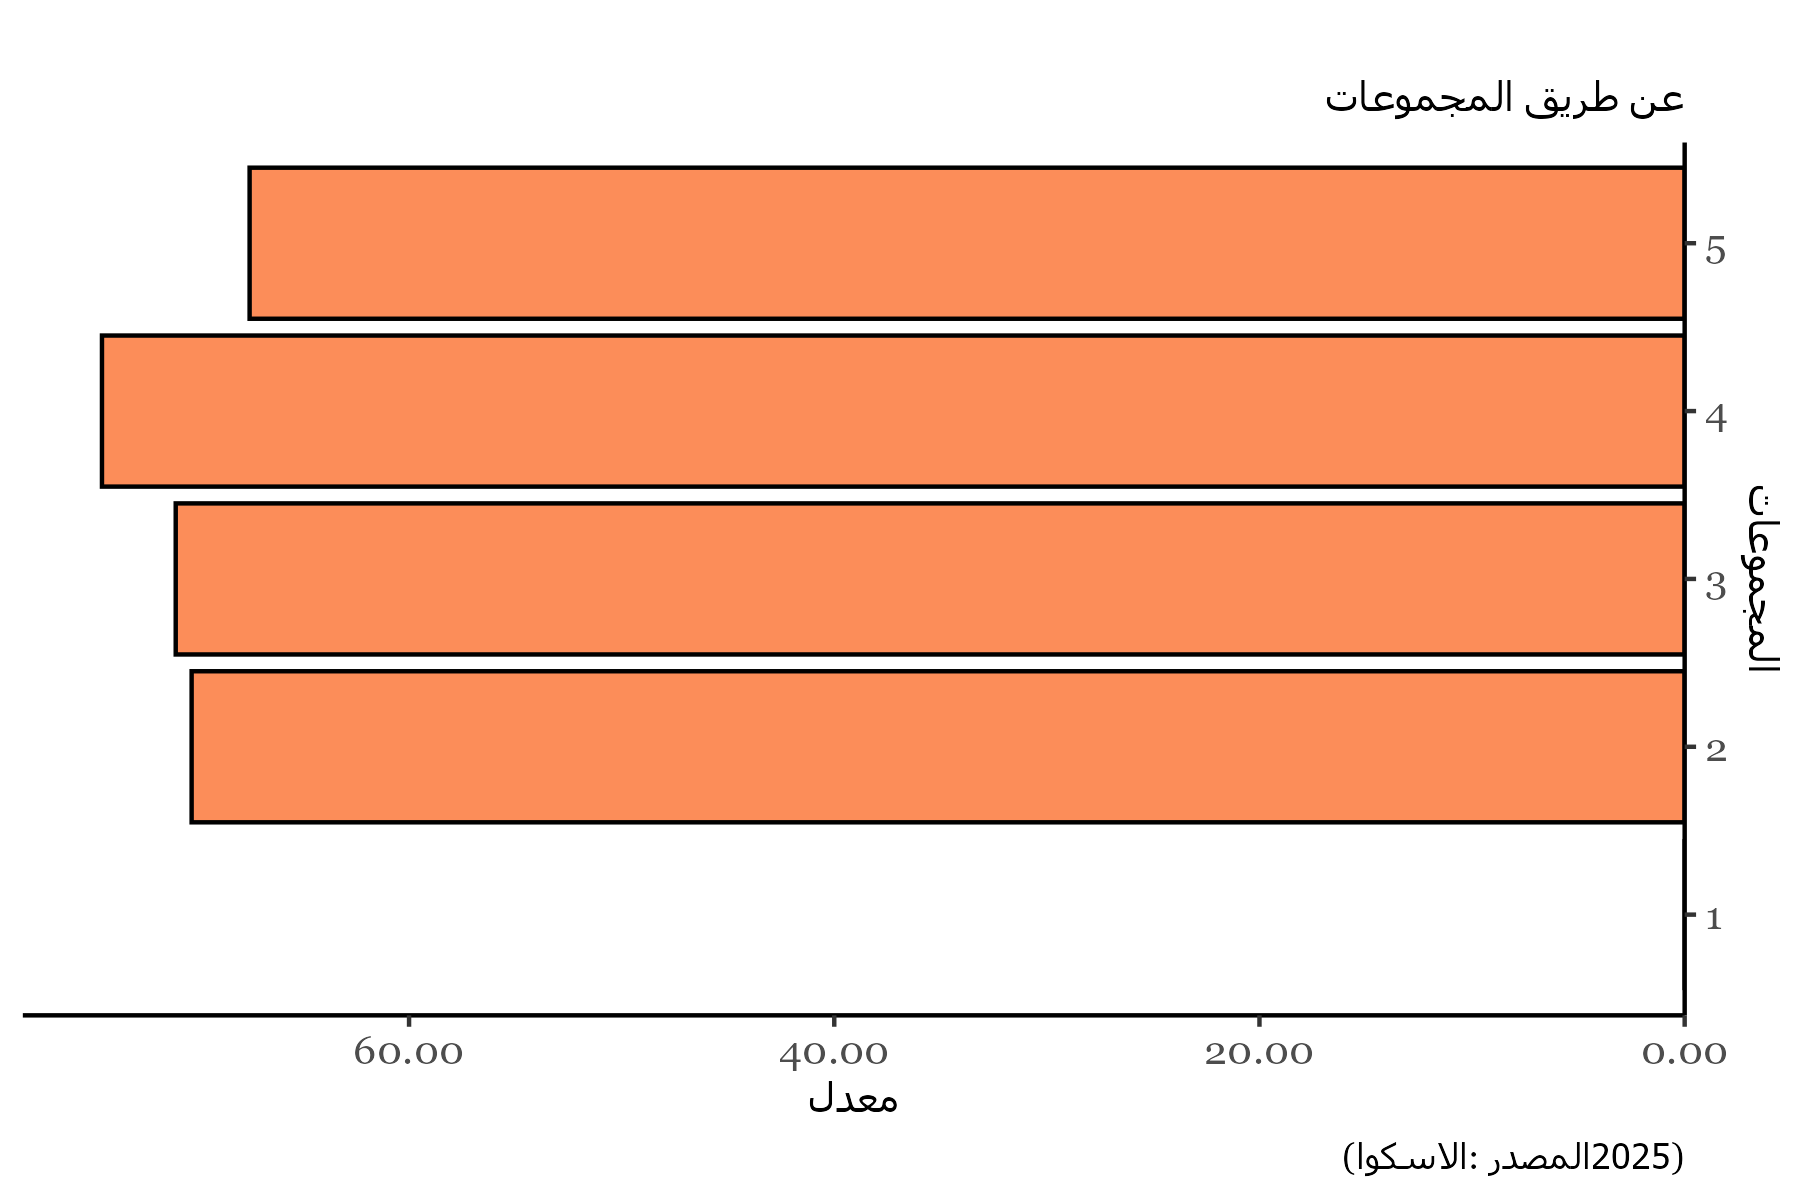 عن طريق المجموعات
5
4
3
2
1
المجموعات
60.00 40.00 20.00 0.00
معدل
(2025المصدر :الاسكوا)